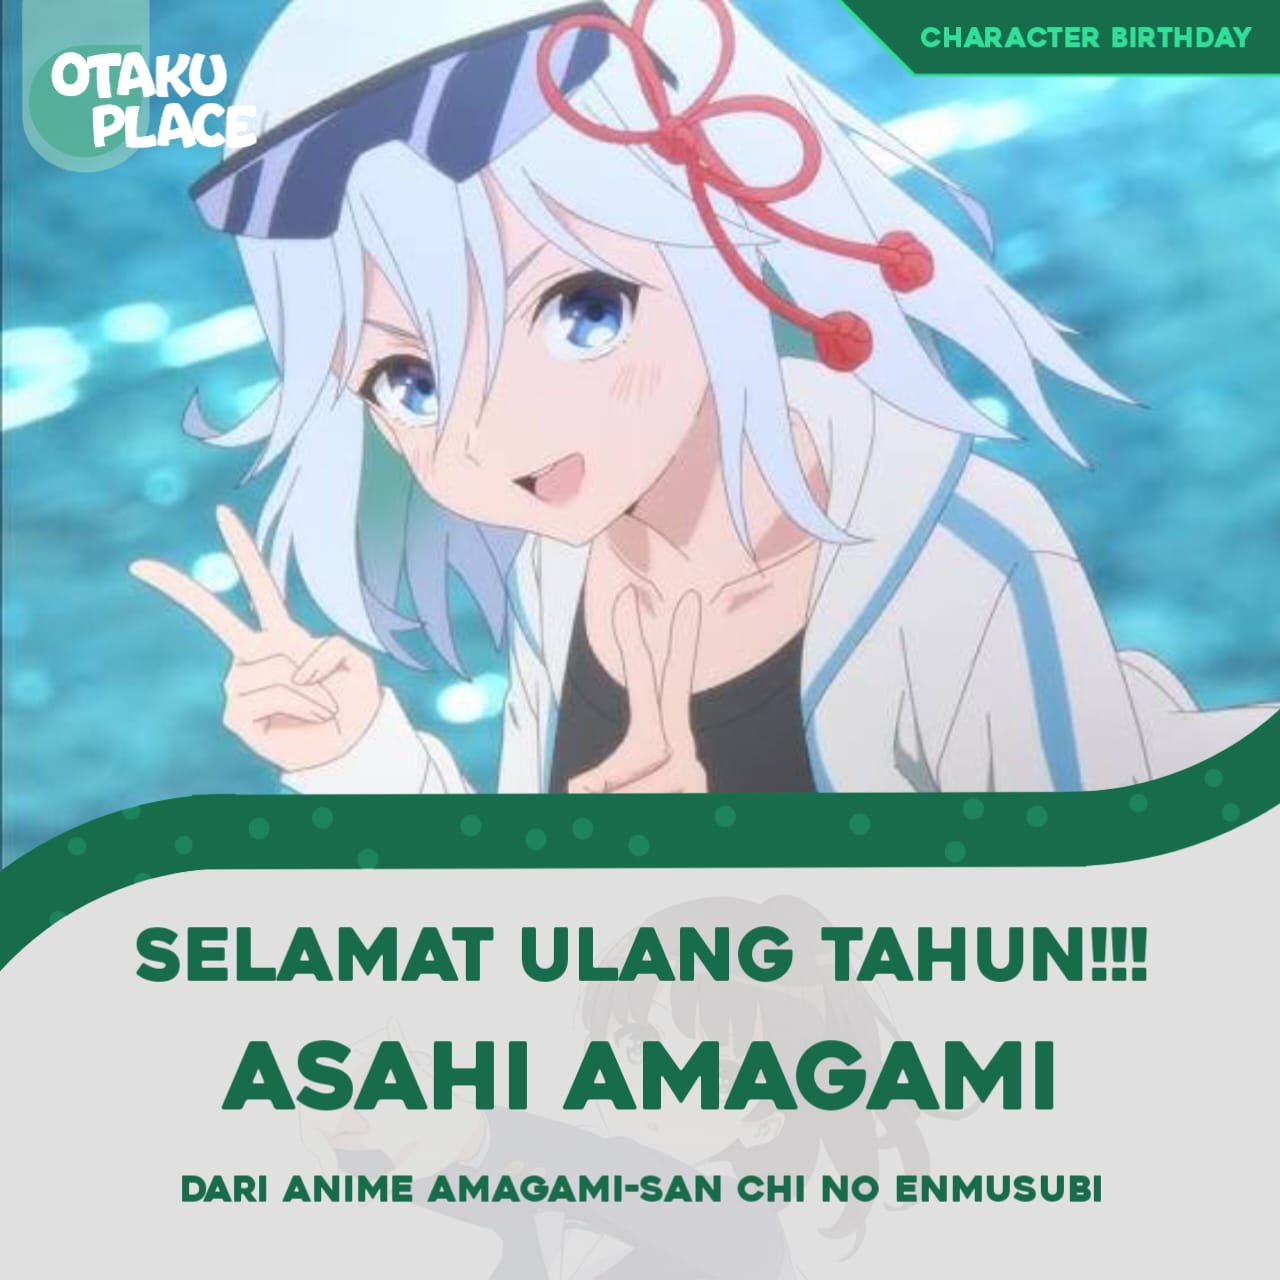 OTAKU
PLACE
CHARACTER BIRTHDAY
SELAMAT ULANG TAHUN!!!
ASAHI AMAGAMI
DARI ANIME AMAGAMI-SAN CHI NO ENMUSUBI